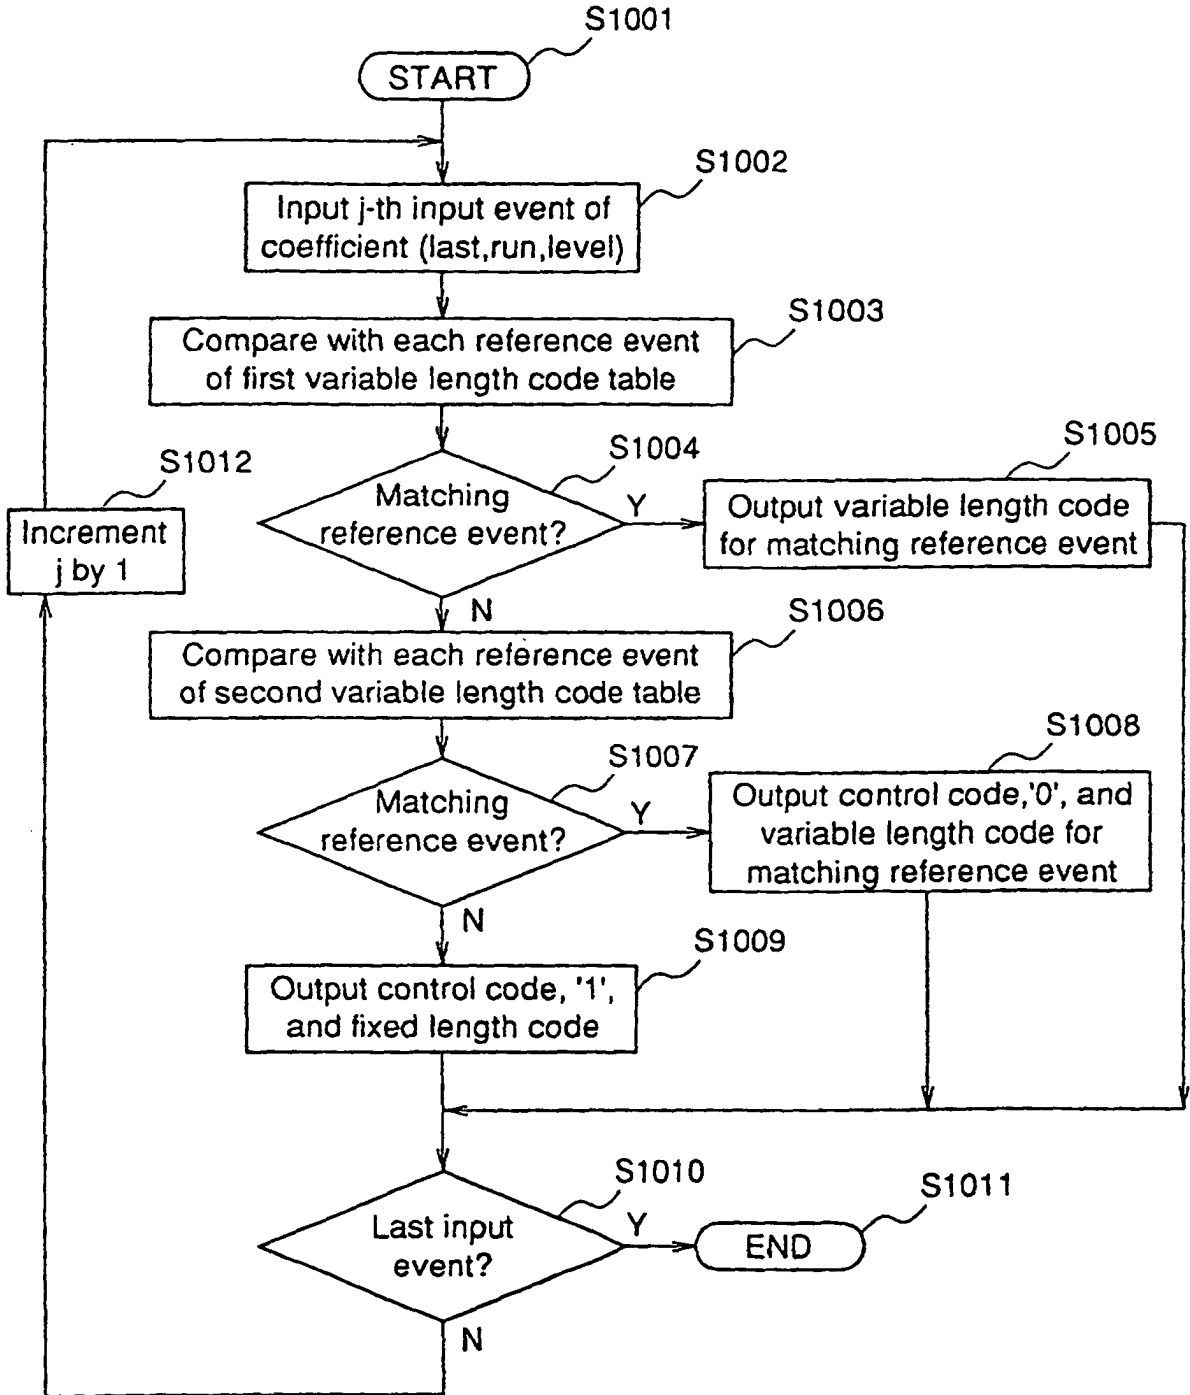 S1001
START
S1002
Input j-th input event of
coefficient (last,run,level)
S1003
Compare with each reference event
of first variable length code table
S1004
Matching
reference event?
Y
N
S1005
Output variable length code
for matching reference event
S1012
Increment
j by 1
S1006
Compare with each reference event
of second variable length code table
S1007
Matching
reference event?
Y
N
S1008
Output control code,'0', and
variable length code for
matching reference event
S1009
Output control code, '1',
and fixed length code
S1010
Last input
event?
Y
N
S1011
END